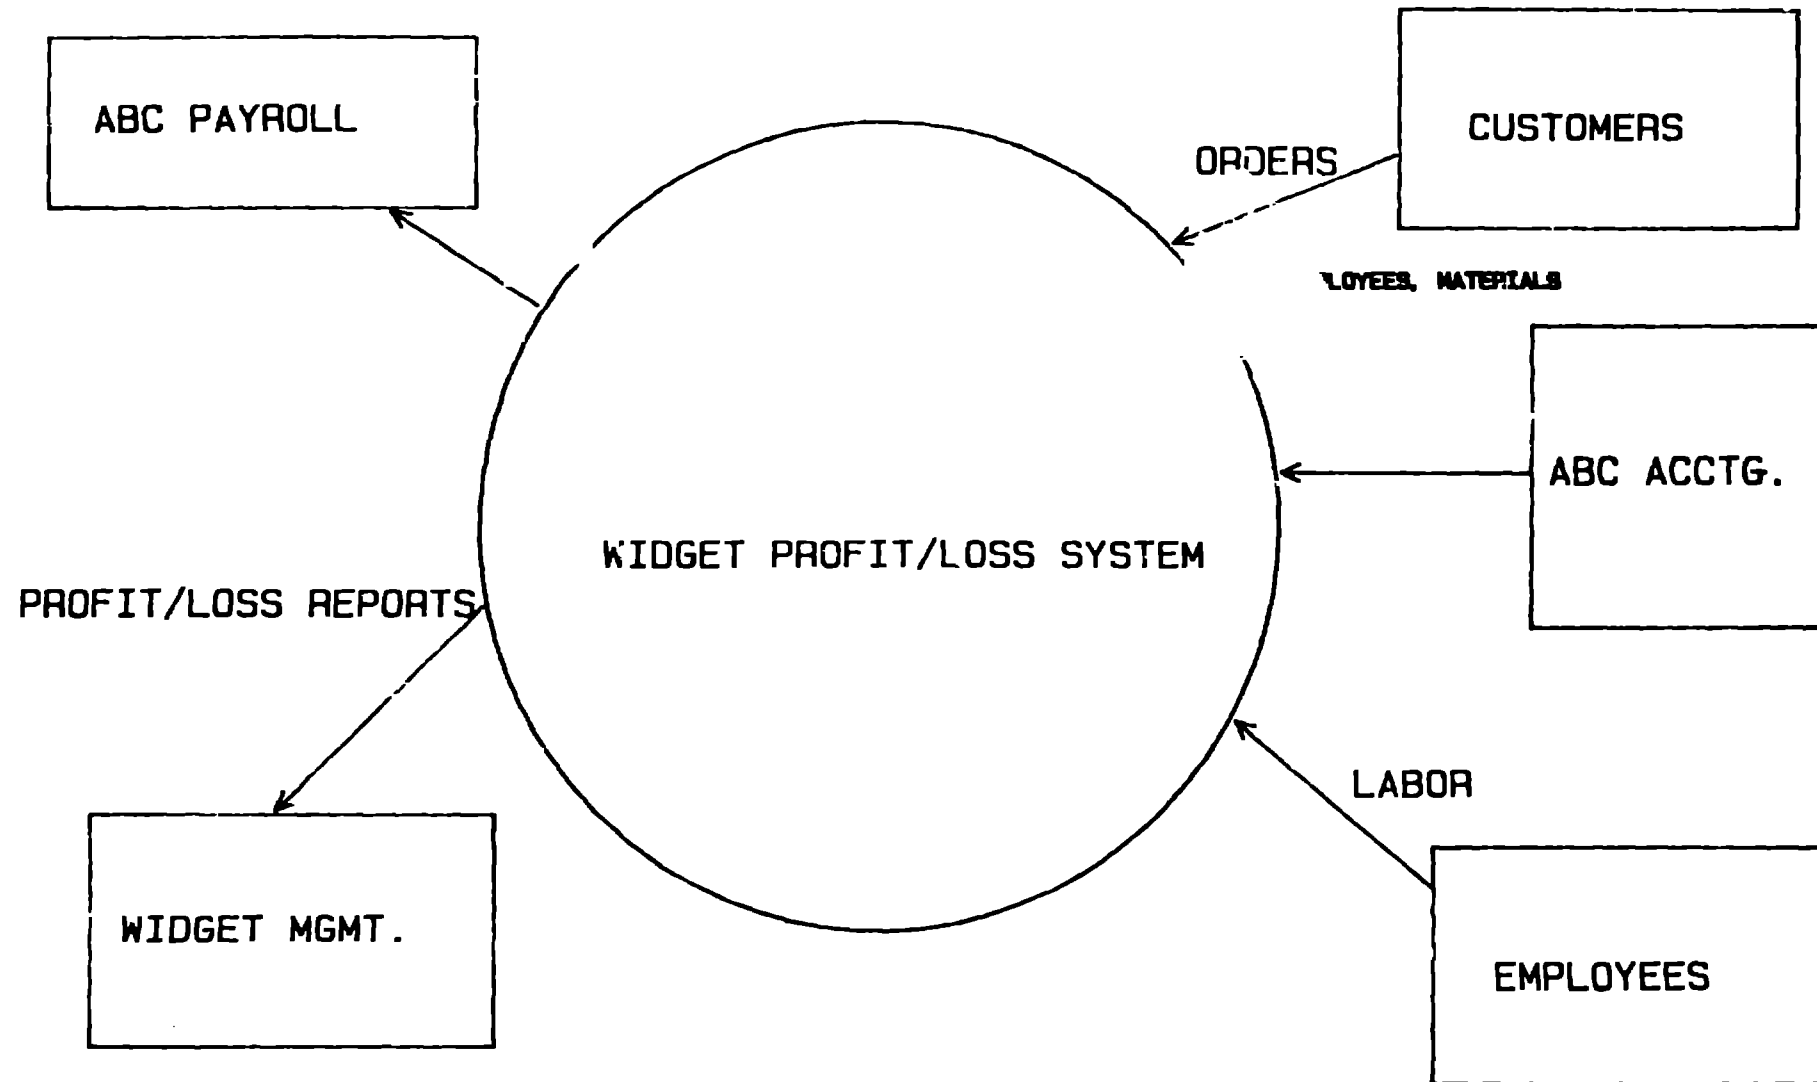 ABC PAYROLL
CUSTOMERS
ORDERS
LOYEES, MATERIALS
ABC ACCTG.
WIDGET PROFIT/LOSS SYSTEM
PROFIT/LOSS REPORTS
LABOR
WIDGET MGMT.
EMPLOYEES